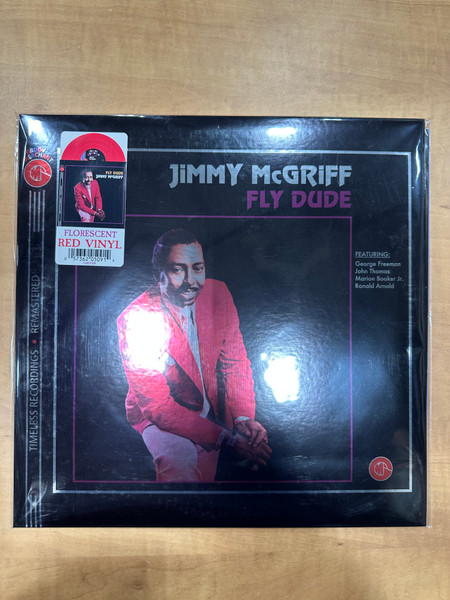 JiMMY McGRiFF
FLY DUDE
FLY DUDE
JiMMY McGRiFF
FLORESCENT
RED VINYL
FEATURING:
George Freeman
John Thomas
Marion Booker Jr.
Ronald Arnold
TIMELESS RECORDINGS • REMASTERED